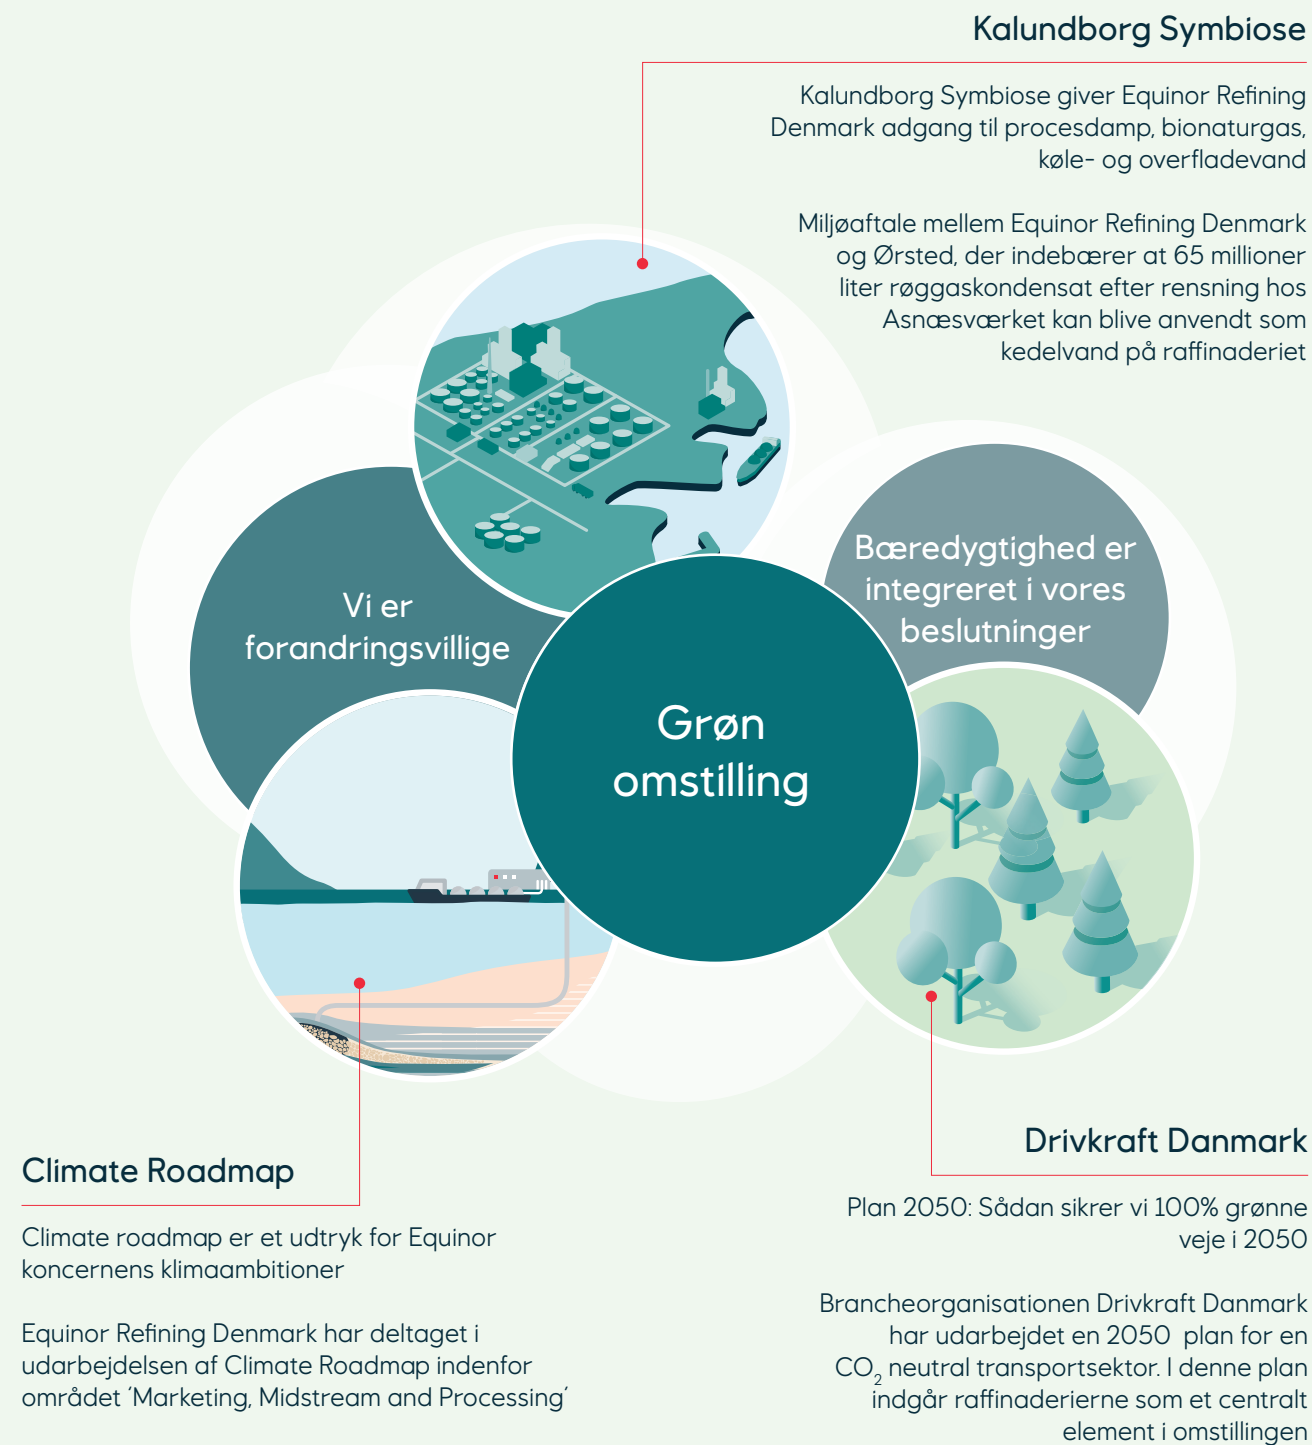 Kalundborg Symbiose
Kalundborg Symbiose giver Equinor Refining
Denmark adgang til procesdamp, bionaturgas,
køle- og overfladevand
Miljøaftale mellem Equinor Refining Denmark
og Ørsted, der indebærer at 65 millioner
liter røggaskondensat efter rensning hos
Asnæsværket kan blive anvendt som
kedelvand på raffinaderiet
Vi er
forandringsvillige
Bæredygtighed er
integreret i vores
beslutninger
Grøn
omstilling
Climate Roadmap
Climate roadmap er et udtryk for Equinor
koncernens klimaambitioner
Equinor Refining Denmark har deltaget i
udarbejdelsen af Climate Roadmap indenfor
området ‘Marketing, Midstream and Processing’
Drivkraft Danmark
Plan 2050: Sådan sikrer vi 100% grønne
veje i 2050
Brancheorganisationen Drivkraft Danmark
har udarbejdet en 2050 plan for en
CO₂ neutral transportsektor. I denne plan
indgår raffinaderierne som et centralt
element i omstillingen